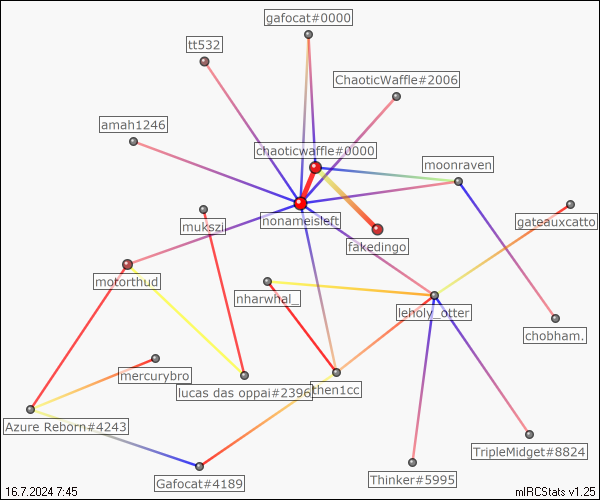 gafocat#0000
tt532
ChaoticWaffle#2006
amah1246
chaoticwaffle#0000
moonraven
gateauxcatto
nonameisleft
mukszi
fakedingo
motorthud
nharwhal_
leholy_otter
chobham.
mercurybro
lucas das oppai#2396
then1cc
Azure Reborn#4243
TripleMidget#8824
Thinker#5995
Gafocat#4189
16.7.2024 7:45
mIRCStats v1.25